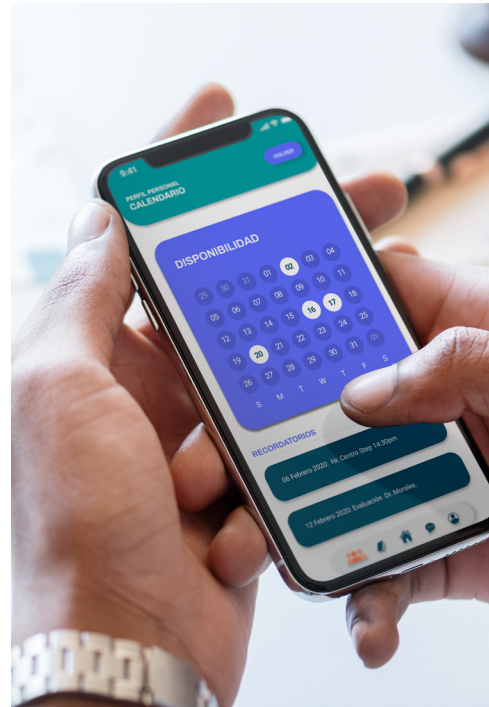 9:41
PERFIL PERSONAL
CALENDARIO
VOLVER
DISPONIBILIDAD
29 30 31 01 02 03 04
05 06 07 08 09 10 11
12 13 14 15 16 17 18
19 20 21 22 23 24 25
26 27 28 29 30 31 01
S M T W T F S
RECORDATORIOS
06 Febrero 2020: Hr. Centro Step 14:30pm
12 Febrero 2020: Evaluación Dr. Morales.